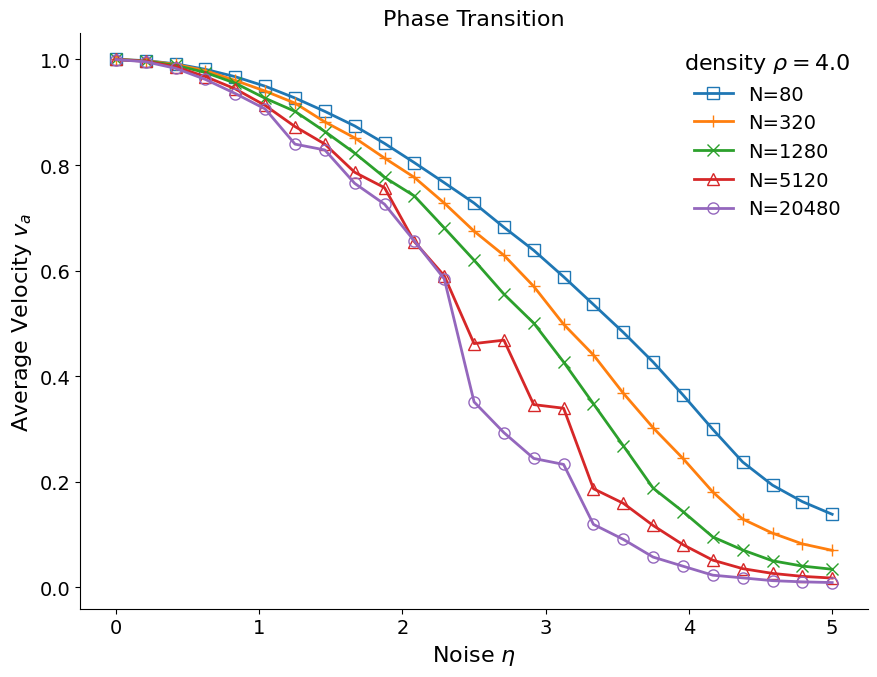 Phase Transition
density ρ = 4.0
N=80
N=320
N=1280
N=5120
N=20480
Average Velocity vₐ
1.0
0.8
0.6
0.4
0.2
0.0
0 1 2 3 4 5
Noise η